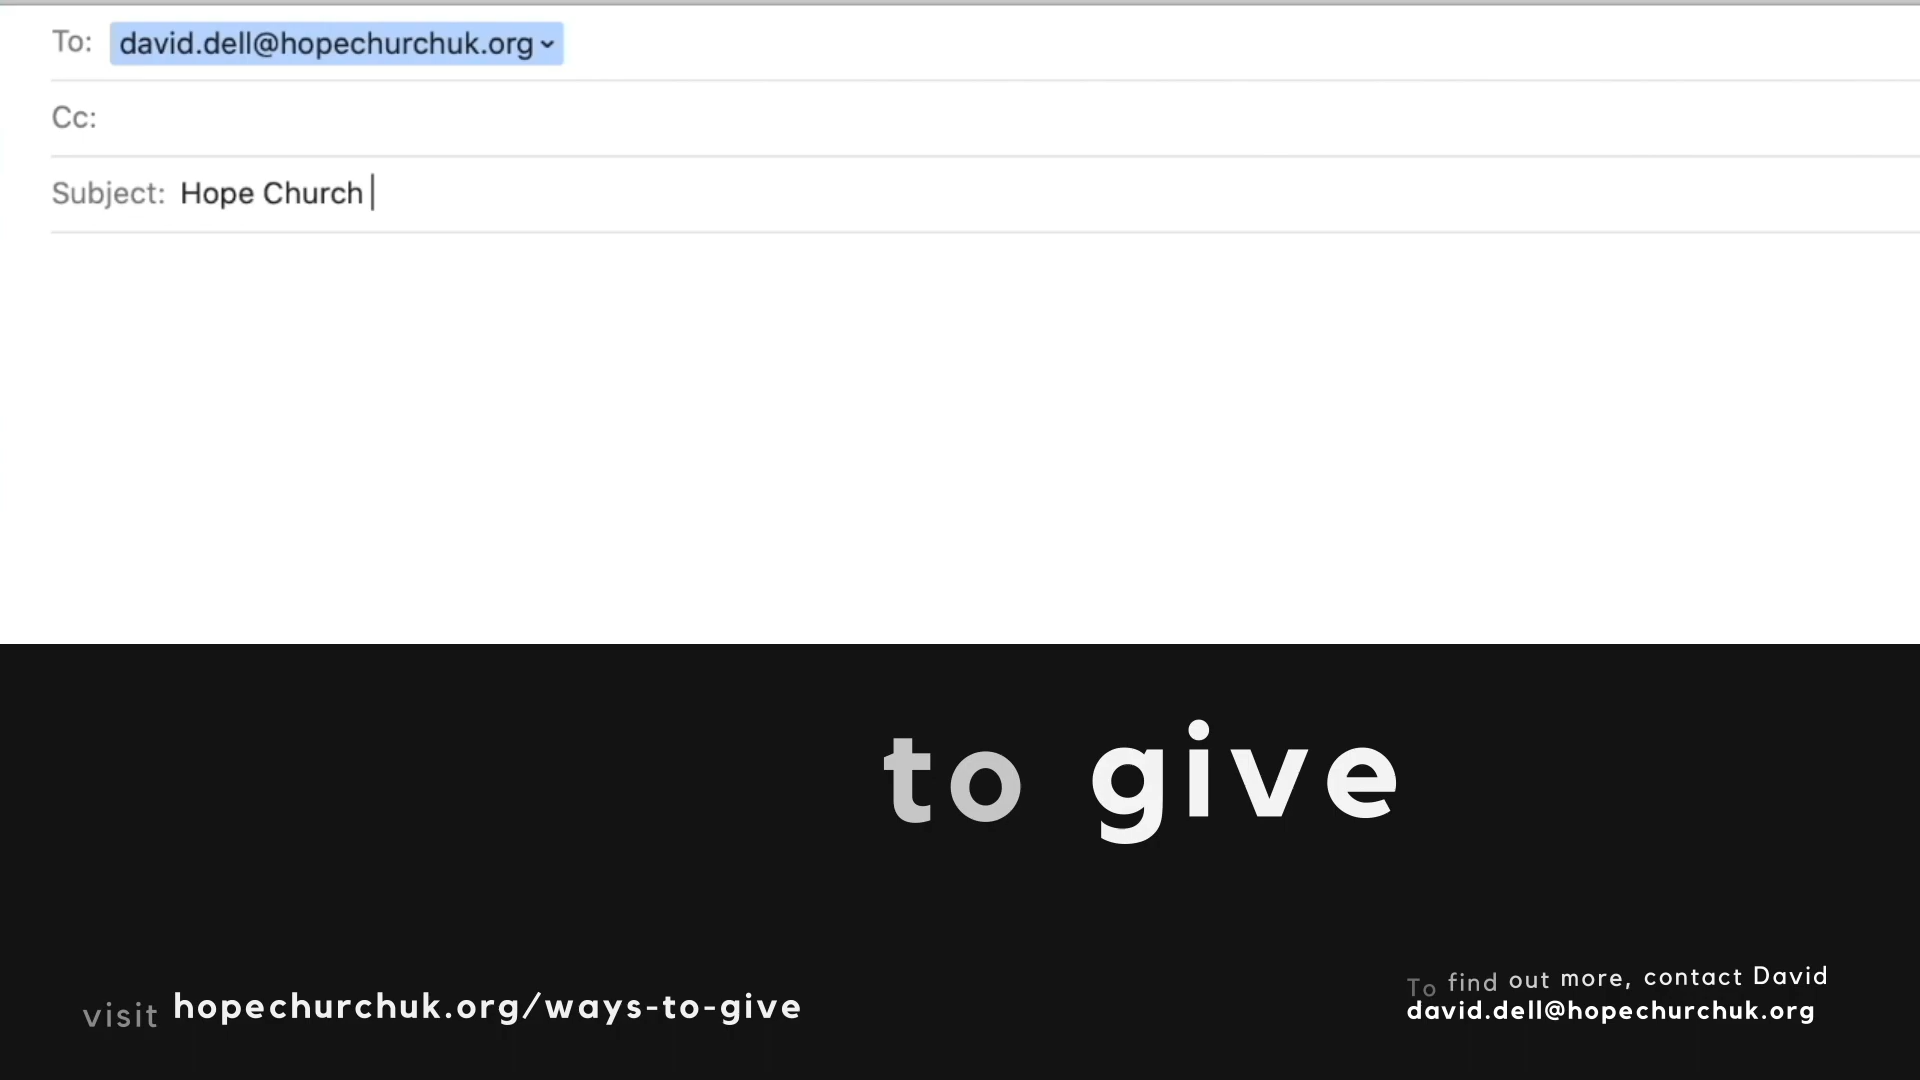 To: david.dell@hopechurchuk.org
Cc:
Subject: Hope Church
to give
visit hopechurchuk.org/ways-to-give
To find out more, contact David
david.dell@hopechurchuk.org